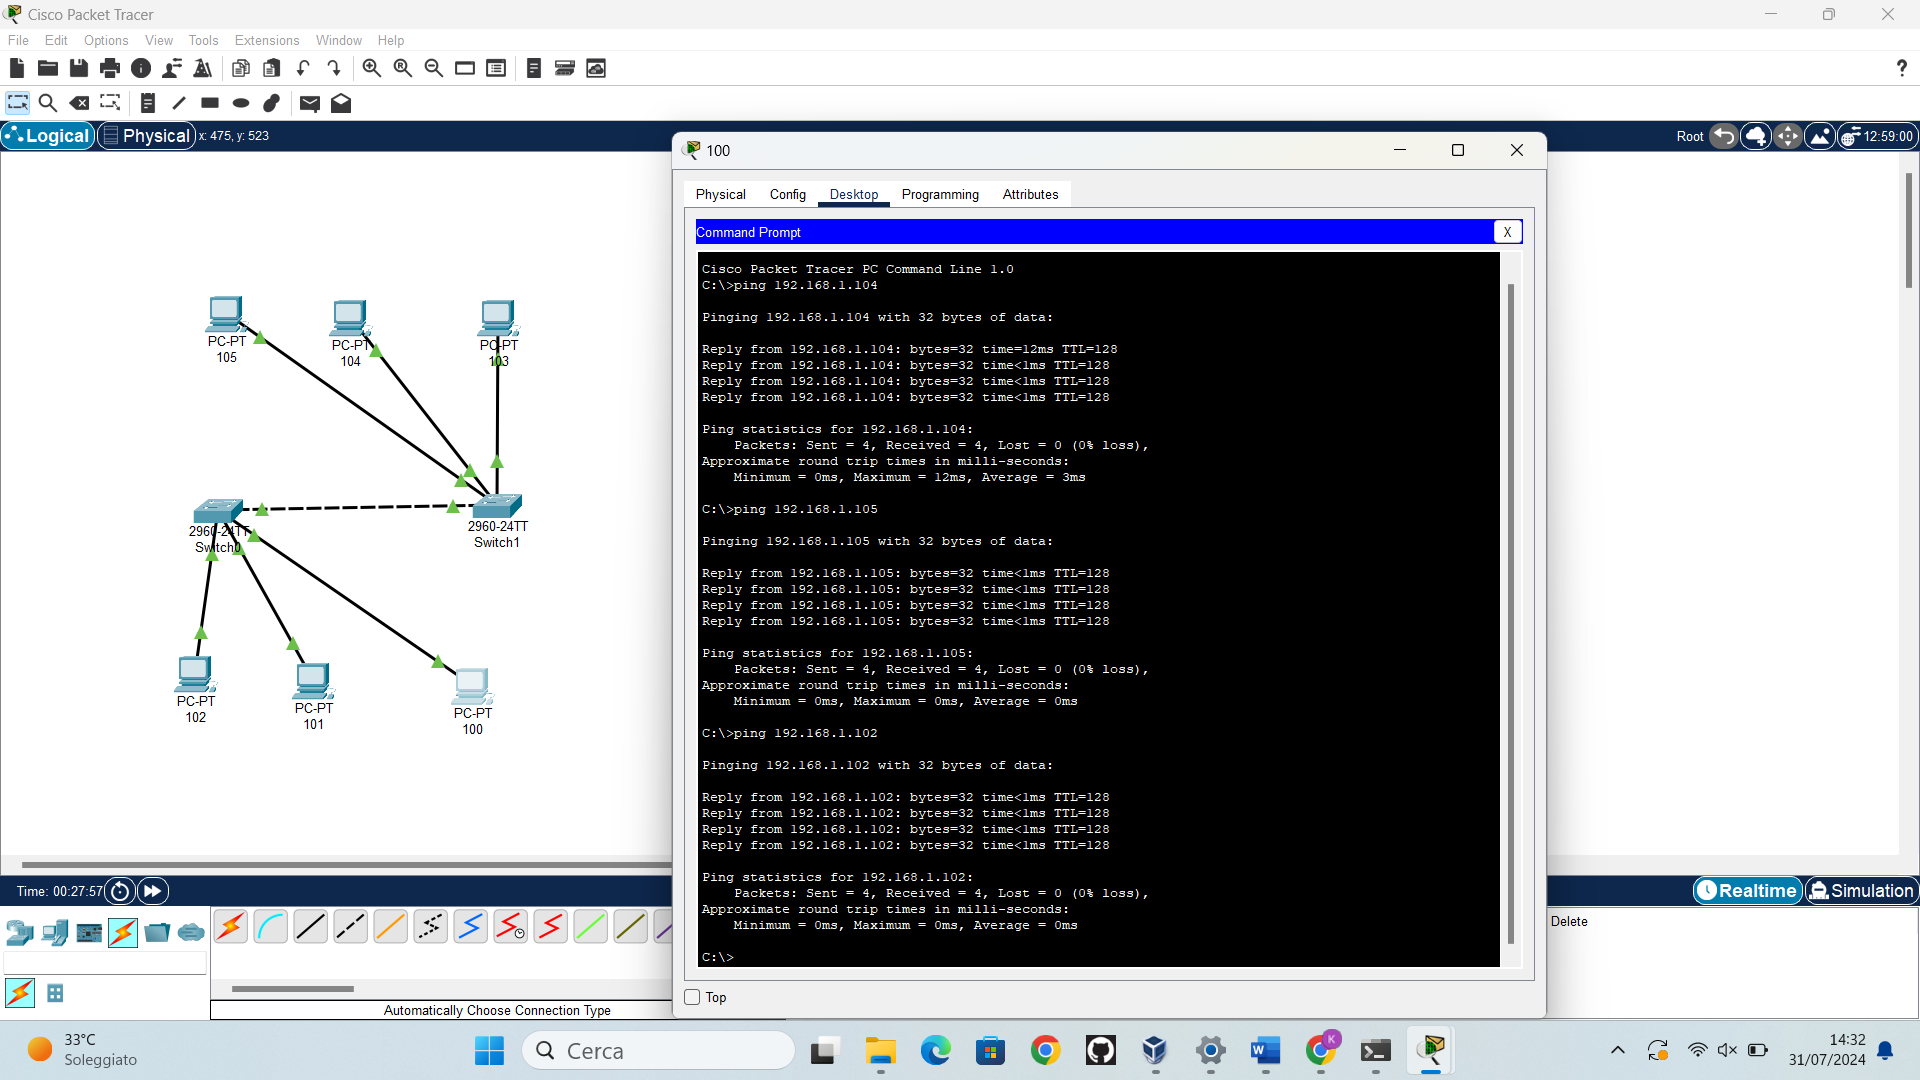 Cisco Packet Tracer
File Edit Options View Tools Extensions Window Help
Logical Physical x: 475, y: 523
Root 12:59:00
PC-PT
105
PC-PT
104
PC-PT
103
2960-24TT
Switch0
2960-24TT
Switch1
PC-PT
102
PC-PT
101
PC-PT
100
100
Physical Config Desktop Programming Attributes
Command Prompt X
Cisco Packet Tracer PC Command Line 1.0
C:\>ping 192.168.1.104
Pinging 192.168.1.104 with 32 bytes of data:
Reply from 192.168.1.104: bytes=32 time=12ms TTL=128
Reply from 192.168.1.104: bytes=32 time<1ms TTL=128
Reply from 192.168.1.104: bytes=32 time<1ms TTL=128
Reply from 192.168.1.104: bytes=32 time<1ms TTL=128
Ping statistics for 192.168.1.104:
Packets: Sent = 4, Received = 4, Lost = 0 (0% loss),
Approximate round trip times in milli-seconds:
Minimum = 0ms, Maximum = 12ms, Average = 3ms
C:\>ping 192.168.1.105
Pinging 192.168.1.105 with 32 bytes of data:
Reply from 192.168.1.105: bytes=32 time<1ms TTL=128
Reply from 192.168.1.105: bytes=32 time<1ms TTL=128
Reply from 192.168.1.105: bytes=32 time<1ms TTL=128
Reply from 192.168.1.105: bytes=32 time<1ms TTL=128
Ping statistics for 192.168.1.105:
Packets: Sent = 4, Received = 4, Lost = 0 (0% loss),
Approximate round trip times in milli-seconds:
Minimum = 0ms, Maximum = 0ms, Average = 0ms
C:\>ping 192.168.1.102
Pinging 192.168.1.102 with 32 bytes of data:
Reply from 192.168.1.102: bytes=32 time<1ms TTL=128
Reply from 192.168.1.102: bytes=32 time<1ms TTL=128
Reply from 192.168.1.102: bytes=32 time<1ms TTL=128
Reply from 192.168.1.102: bytes=32 time<1ms TTL=128
Ping statistics for 192.168.1.102:
Packets: Sent = 4, Received = 4, Lost = 0 (0% loss),
Approximate round trip times in milli-seconds:
Minimum = 0ms, Maximum = 0ms, Average = 0ms
C:\>
Top
Time: 00:27:57
Realtime Simulation
Delete
Automatically Choose Connection Type
33°C
Soleggiato
Cerca
K
14:32
31/07/2024